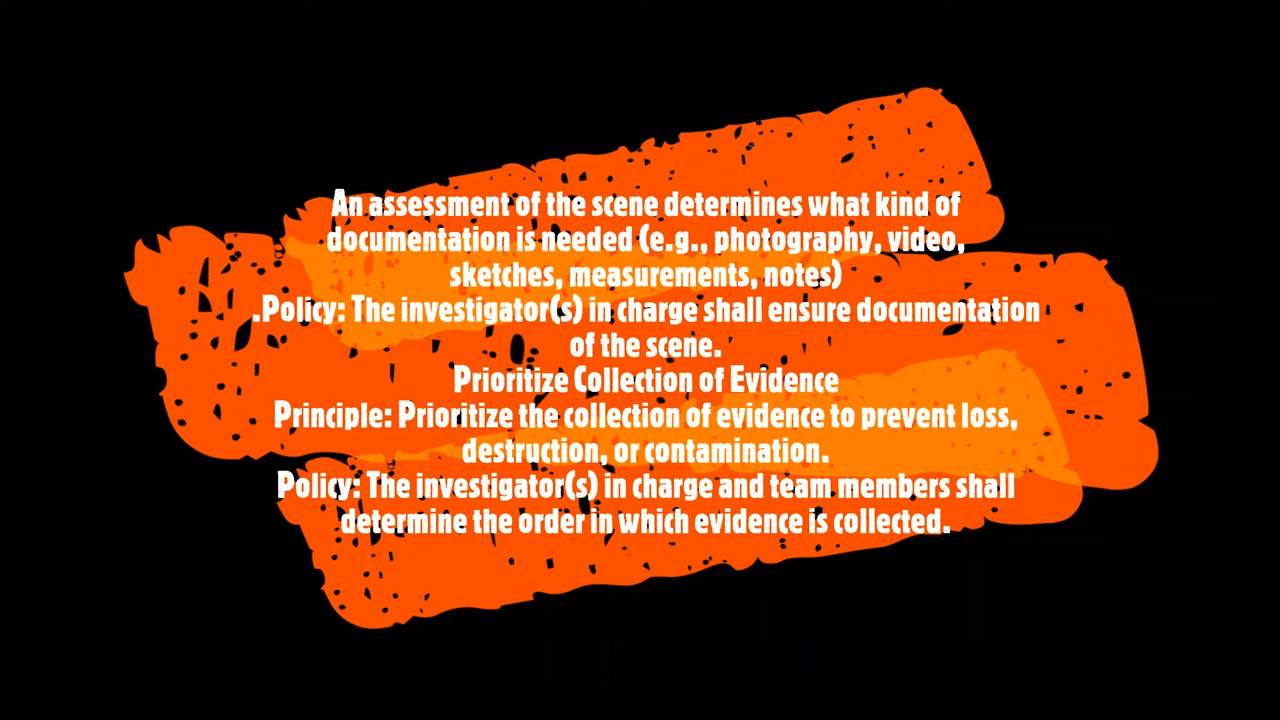 An assessment of the scene determines what kind of
documentation is needed (e.g., photography, video,
sketches, measurements, notes)
.Policy: The investigator(s) in charge shall ensure documentation
of the scene.
Prioritize Collection of Evidence
Principle: Prioritize the collection of evidence to prevent loss,
destruction, or contamination.
Policy: The investigator(s) in charge and team members shall
determine the order in which evidence is collected.